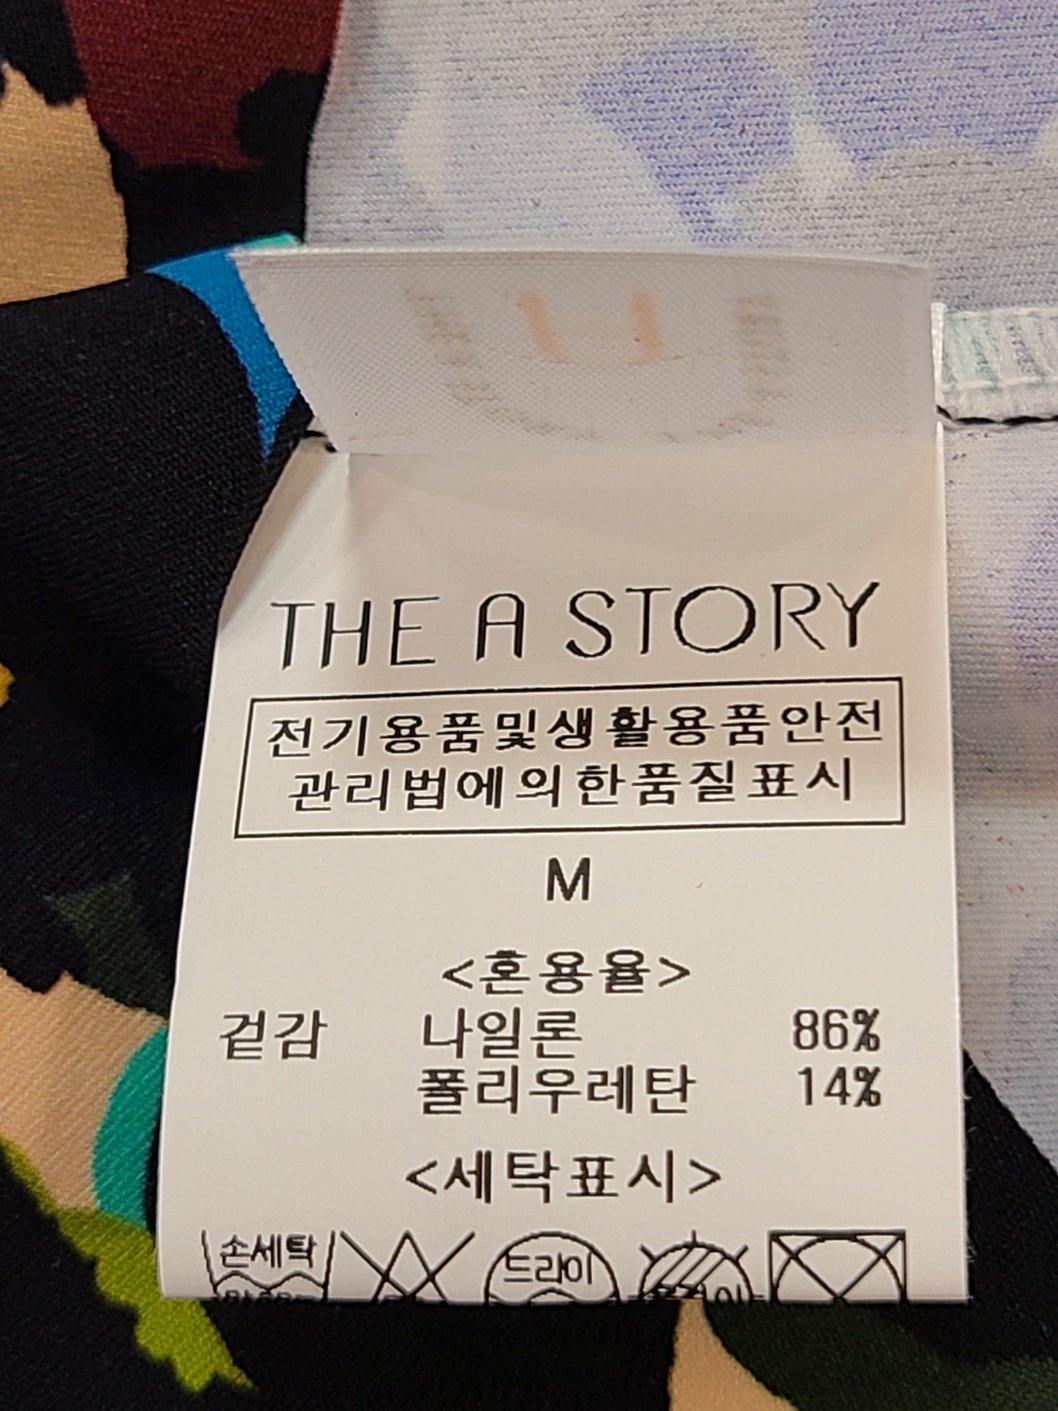 THE A STORY
전기용품및생활용품안전
관리법에의한품질표시
M
<혼용율>
겉감 나일론 86%
폴리우레탄 14%
<세탁표시>
손세탁 드라이